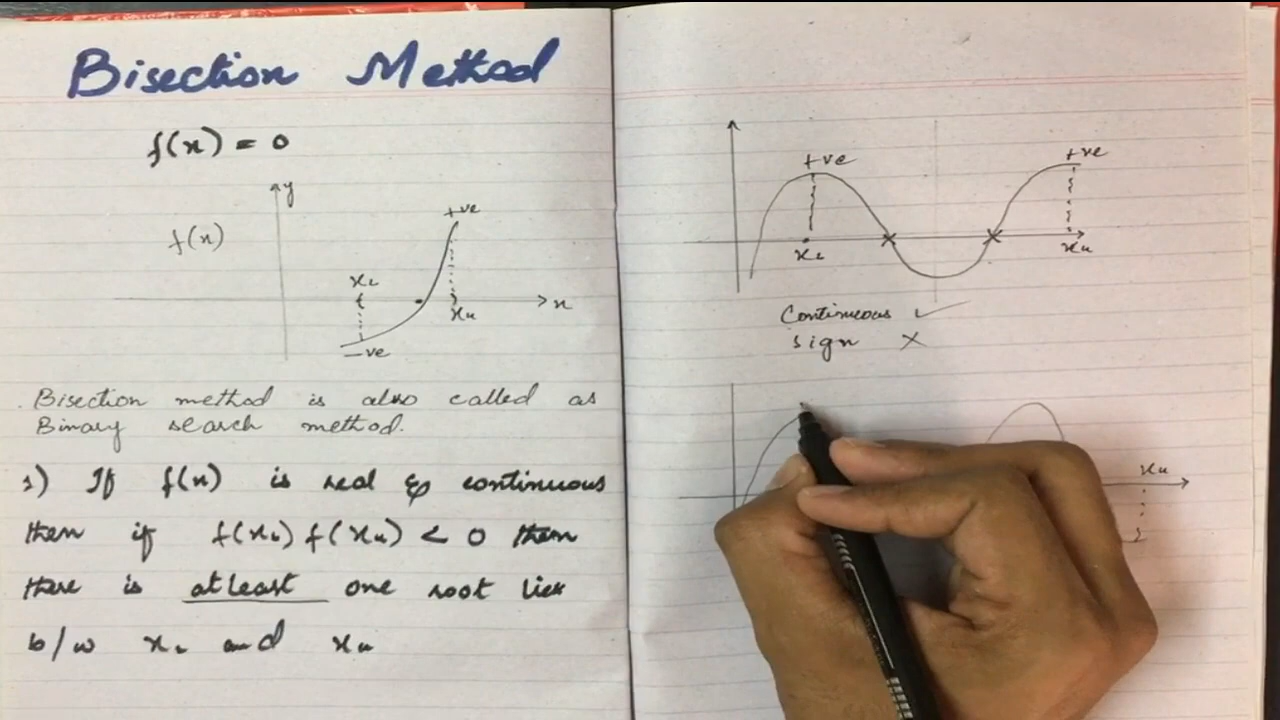 Bisection Method
f(x) = 0
y
f(x)
+ve
xL
xu
x
-ve
Bisection method is also called as
Binary search method.
1) If f(x) is real & continuous
then if f(xL) f(xu) < 0 then
there is atleast one root lies
b/w xL and xu
+ve
+ve
xL
xu
Continuous ✓
sign ×
xu